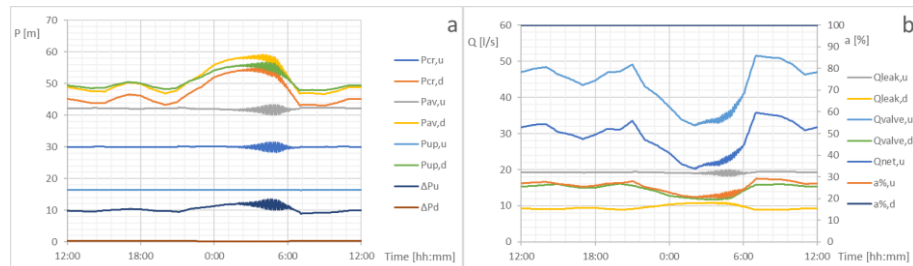 70
P [m]
a
60
50
40
30
20
10
0
12:00
18:00
0:00
6:00
12:00
Time [hh:mm]
Pcr,u
Pcr,d
Pav,u
Pav,d
Pup,u
Pup,d
ΔPu
ΔPd
60
Q [l/s]
b
50
40
30
20
10
0
100
a [%]
90
80
70
60
50
40
30
20
10
0
12:00
18:00
0:00
6:00
12:00
Time [hh:mm]
Qleak,u
Qleak,d
Qvalve,u
Qvalve,d
Qnet,u
a%,u
a%,d